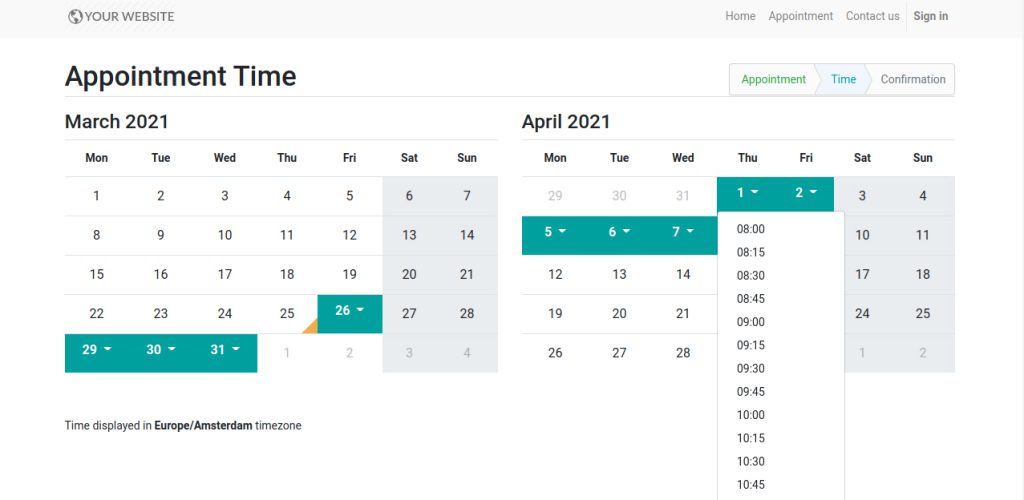 YOUR WEBSITE Home Appointment Contact us Sign in
Appointment Time
Appointment Time Confirmation
March 2021
Mon Tue Wed Thu Fri Sat Sun
1 2 3 4 5 6 7
8 9 10 11 12 13 14
15 16 17 18 19 20 21
22 23 24 25 26 27 28
29 30 31 1 2 3 4
April 2021
Mon Tue Wed Thu Fri Sat Sun
29 30 31 1 2 3 4
5 6 7 10 11
12 13 14 17 18
19 20 21 24 25
26 27 28 1 2
08:00
08:15
08:30
08:45
09:00
09:15
09:30
09:45
10:00
10:15
10:30
10:45
Time displayed in Europe/Amsterdam timezone